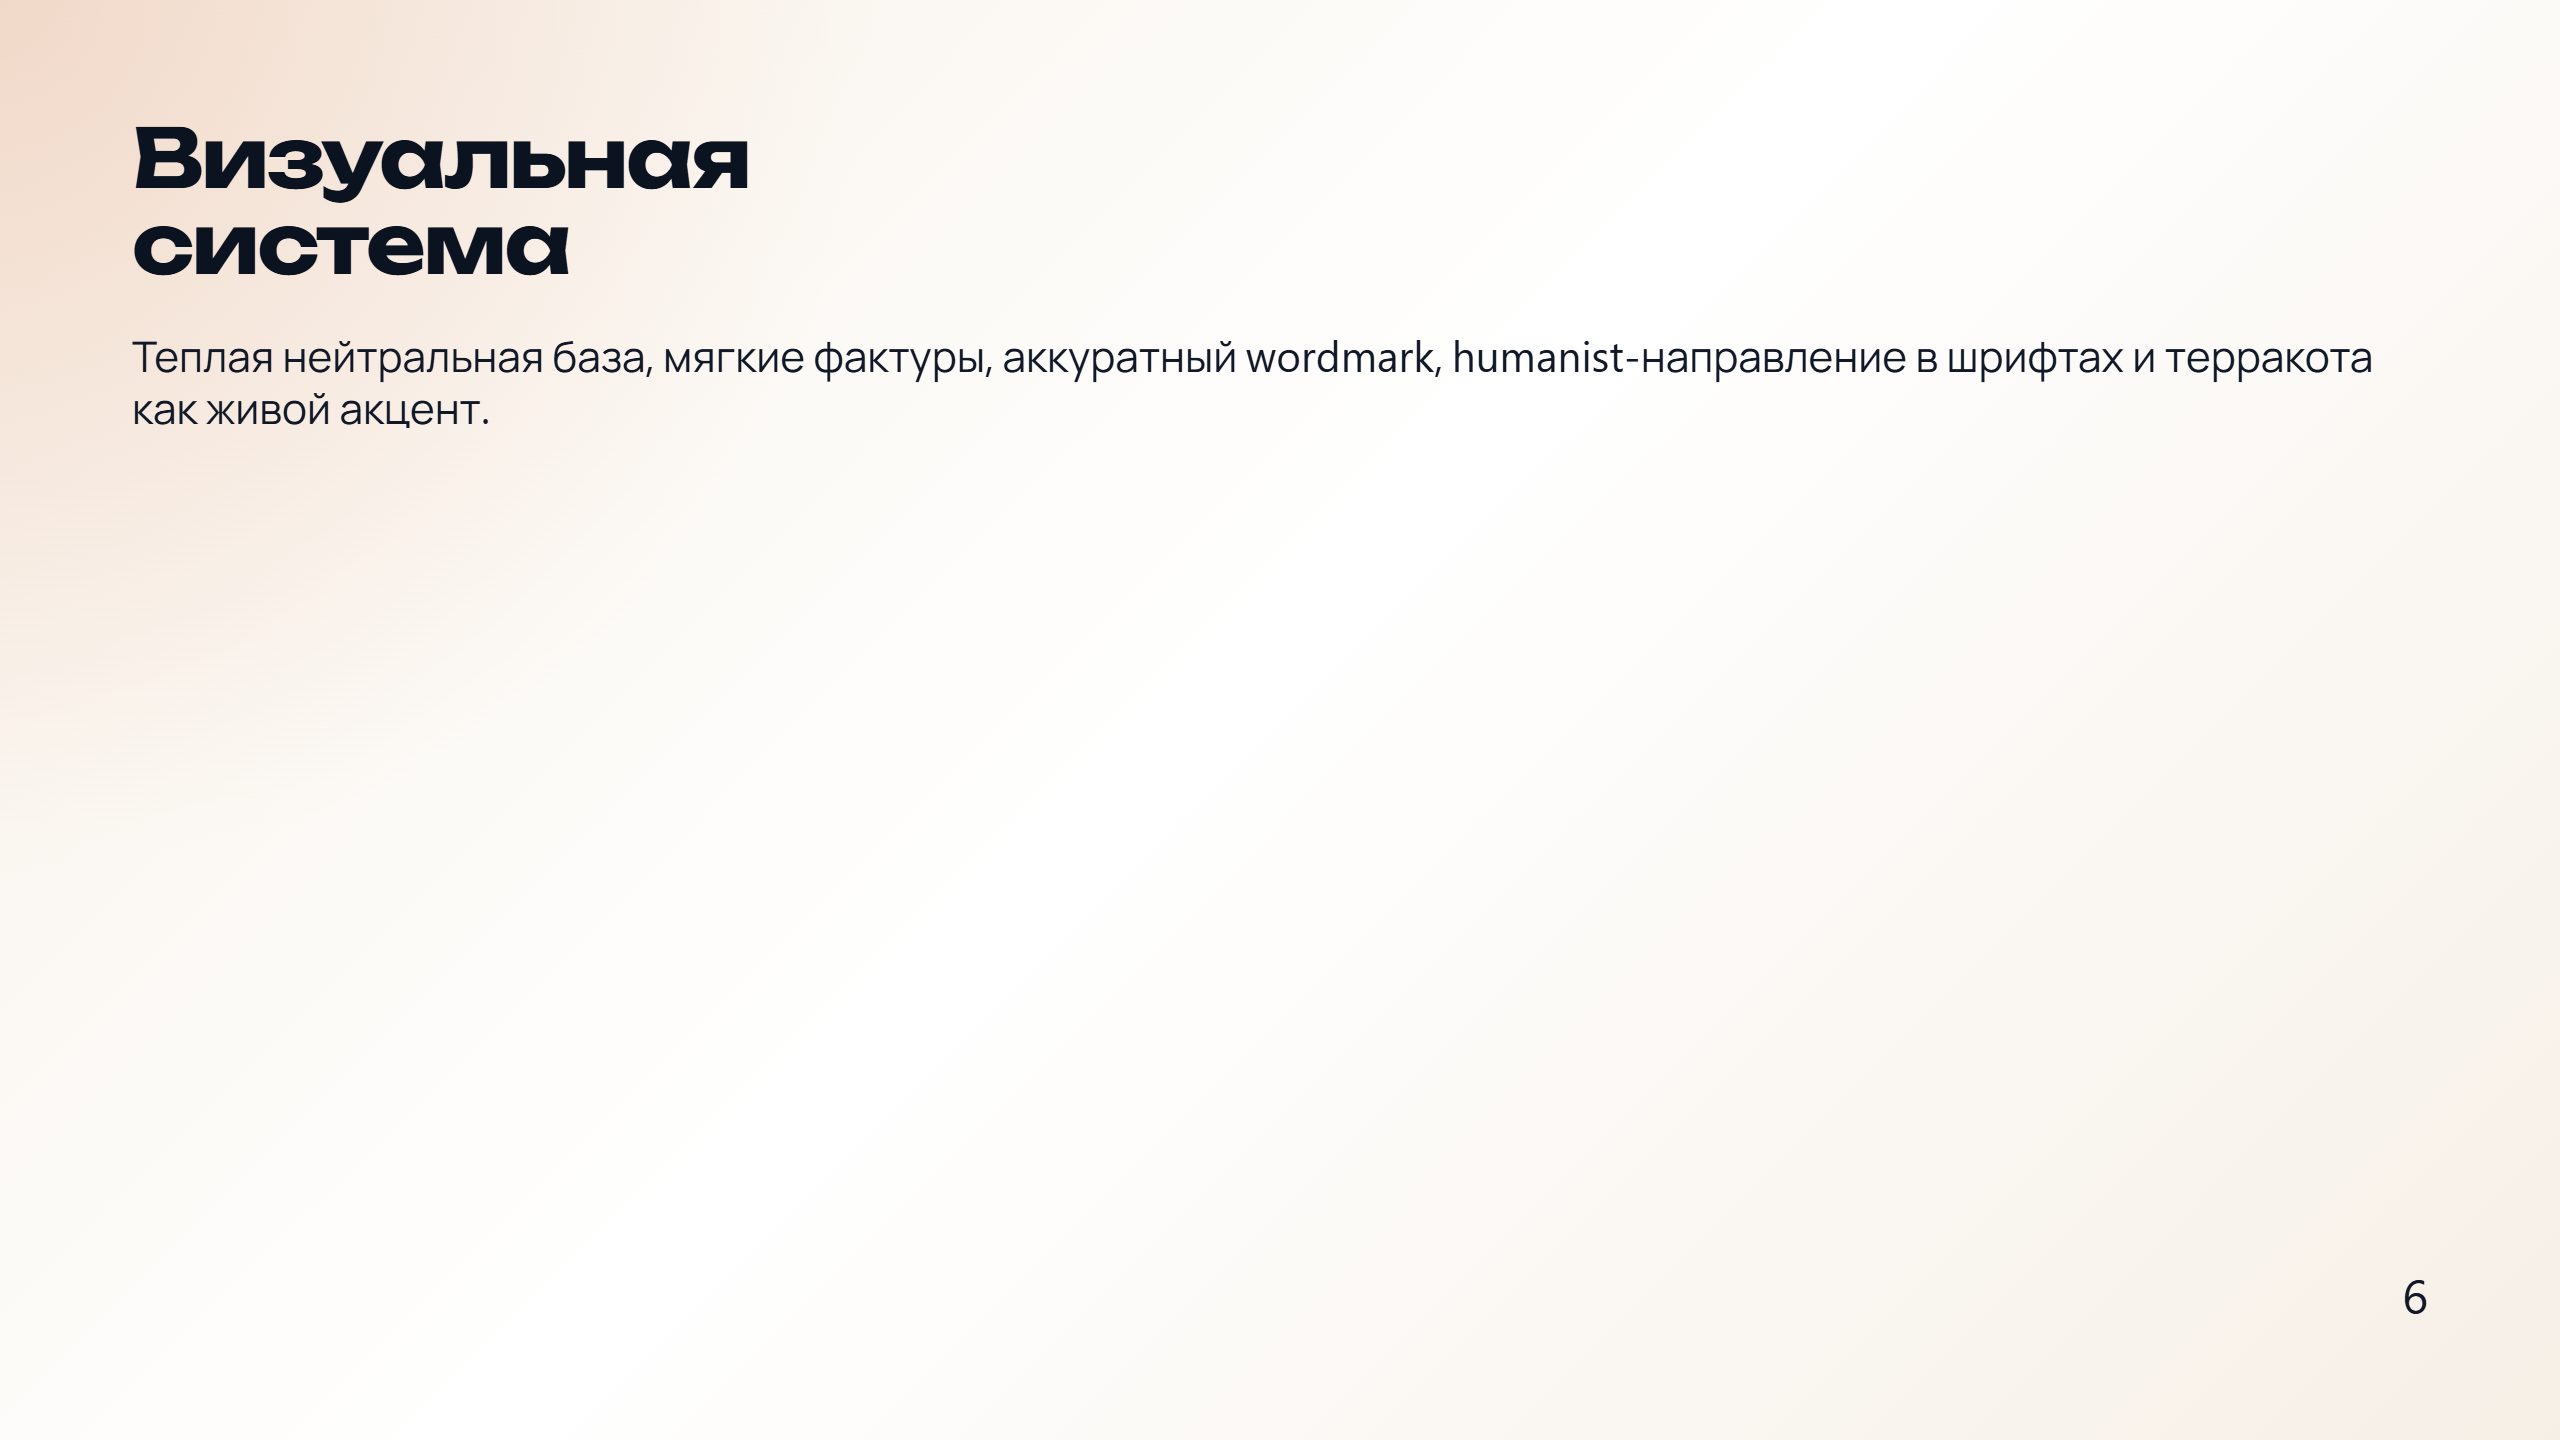 Визуальная
система
Теплая нейтральная база, мягкие фактуры, аккуратный wordmark, humanist-направление в шрифтах и терракота
как живой акцент.
6